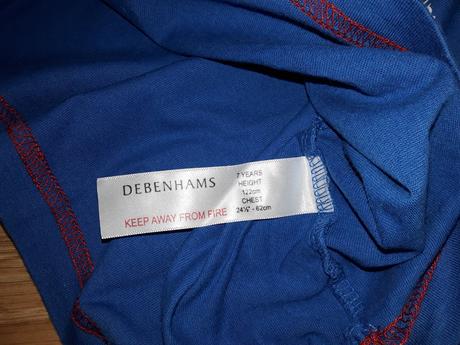 DEBENHAMS
KEEP AWAY FROM FIRE
7 YEARS
HEIGHT
122cm
CHEST
24½" - 62cm